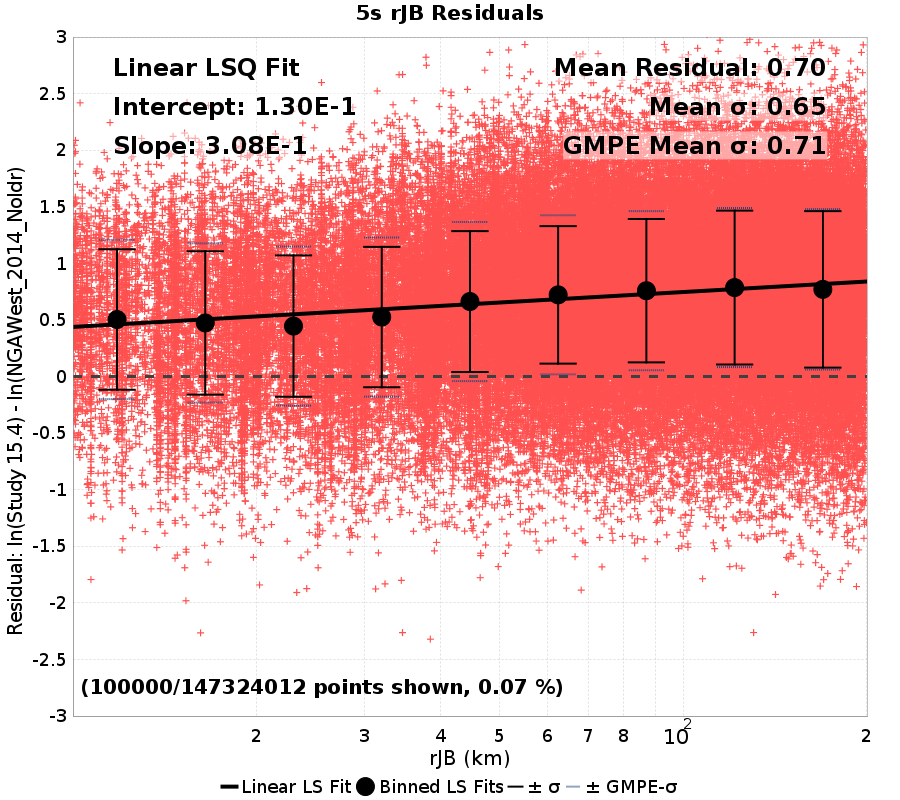 5s rJB Residuals
Linear LSQ Fit
Intercept: 1.30E-1
Slope: 3.08E-1
Mean Residual: 0.70
Mean σ: 0.65
GMPE Mean σ: 0.71
Residual: ln(Study 15.4) - ln(NGAWest_2014_NoIdr)
3
2.5
2
1.5
1
0.5
0
-0.5
-1
-1.5
-2
-2.5
-3
(100000/147324012 points shown, 0.07 %)
2 3 4 5 6 7 8 10² 2
rJB (km)
Linear LS Fit Binned LS Fits ± σ ± GMPE-σ